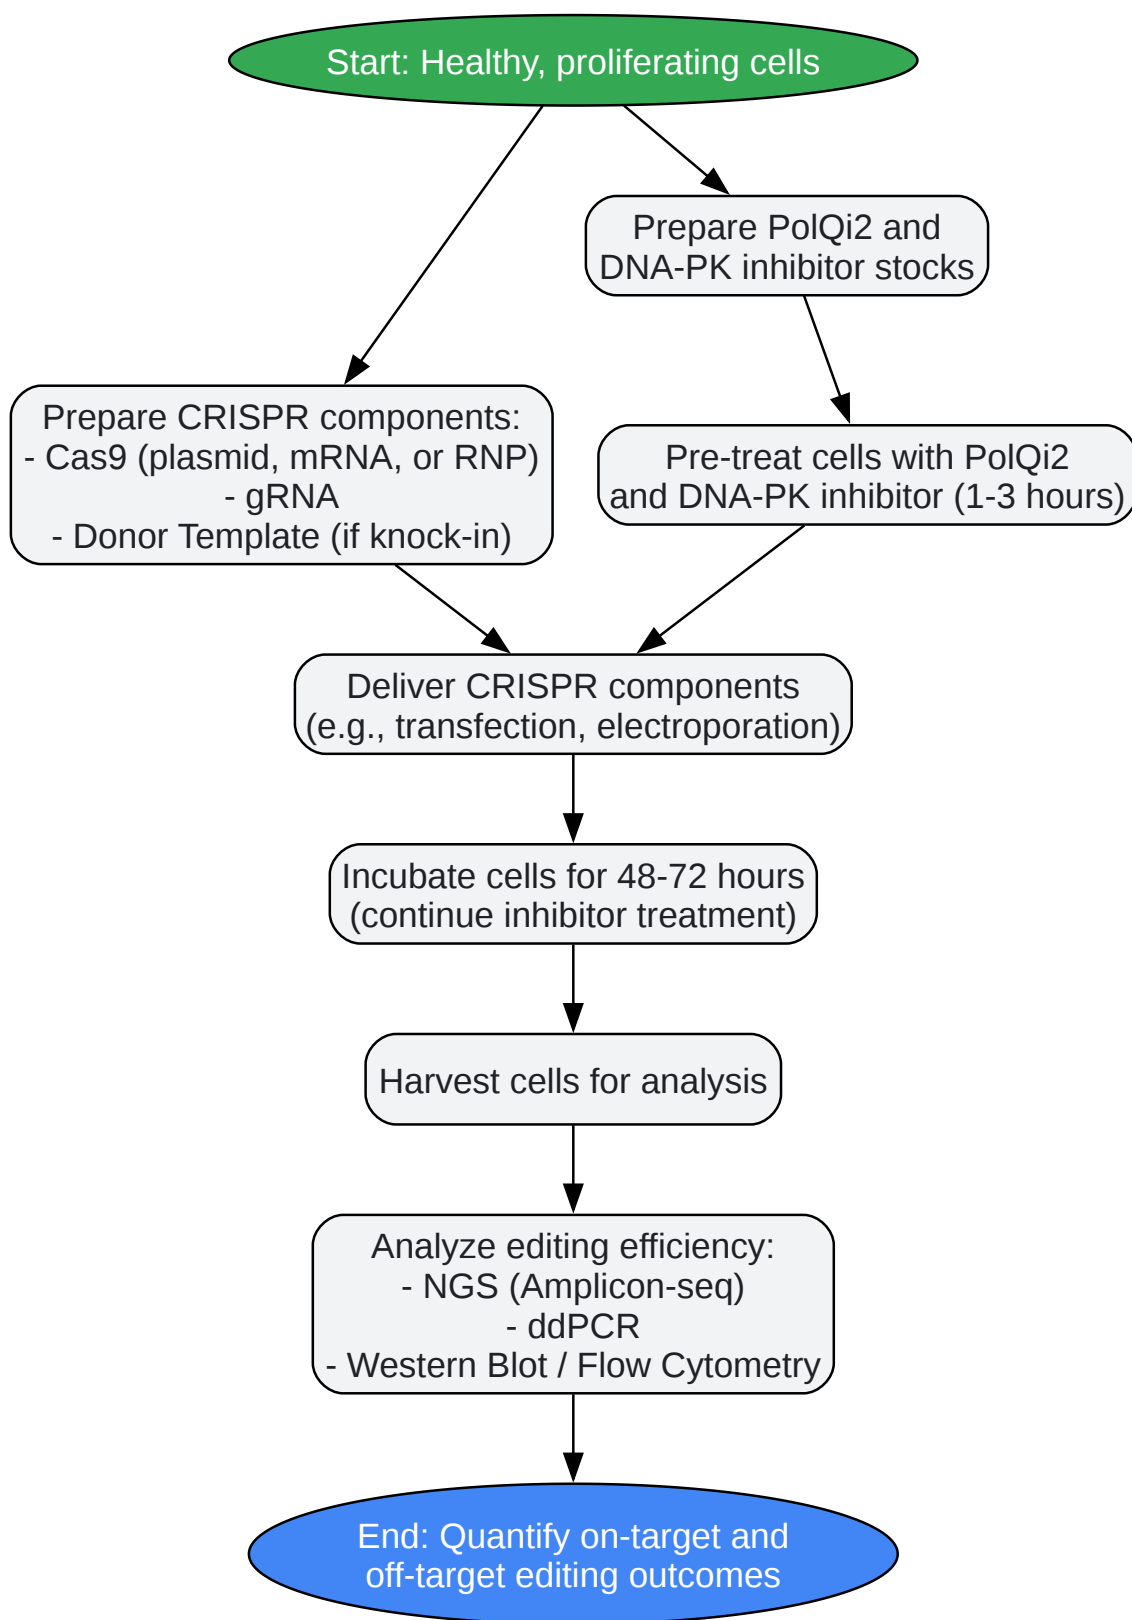 Start: Healthy, proliferating cells
Prepare PolQi2 and
DNA-PK inhibitor stocks
Prepare CRISPR components:
- Cas9 (plasmid, mRNA, or RNP)
- gRNA
- Donor Template (if knock-in)
Pre-treat cells with PolQi2
and DNA-PK inhibitor (1-3 hours)
Deliver CRISPR components
(e.g., transfection, electroporation)
Incubate cells for 48-72 hours
(continue inhibitor treatment)
Harvest cells for analysis
Analyze editing efficiency:
- NGS (Amplicon-seq)
- ddPCR
- Western Blot / Flow Cytometry
End: Quantify on-target and
off-target editing outcomes